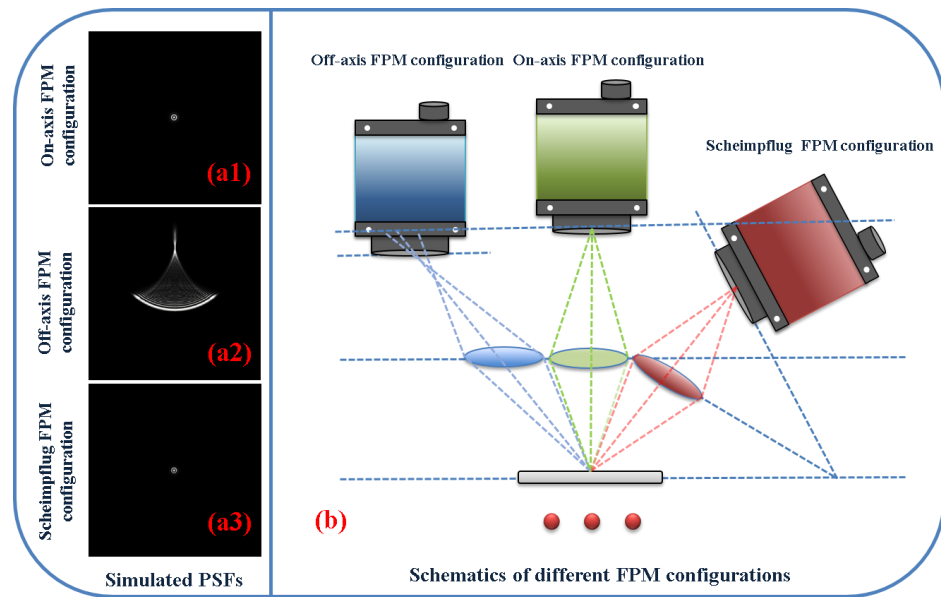 On-axis FPM
configuration
(a1)
Off-axis FPM
configuration
(a2)
Scheimpflug FPM
configuration
(a3)
Simulated PSFs
Off-axis FPM configuration
On-axis FPM configuration
Scheimpflug FPM configuration
(b)
Schematics of different FPM configurations